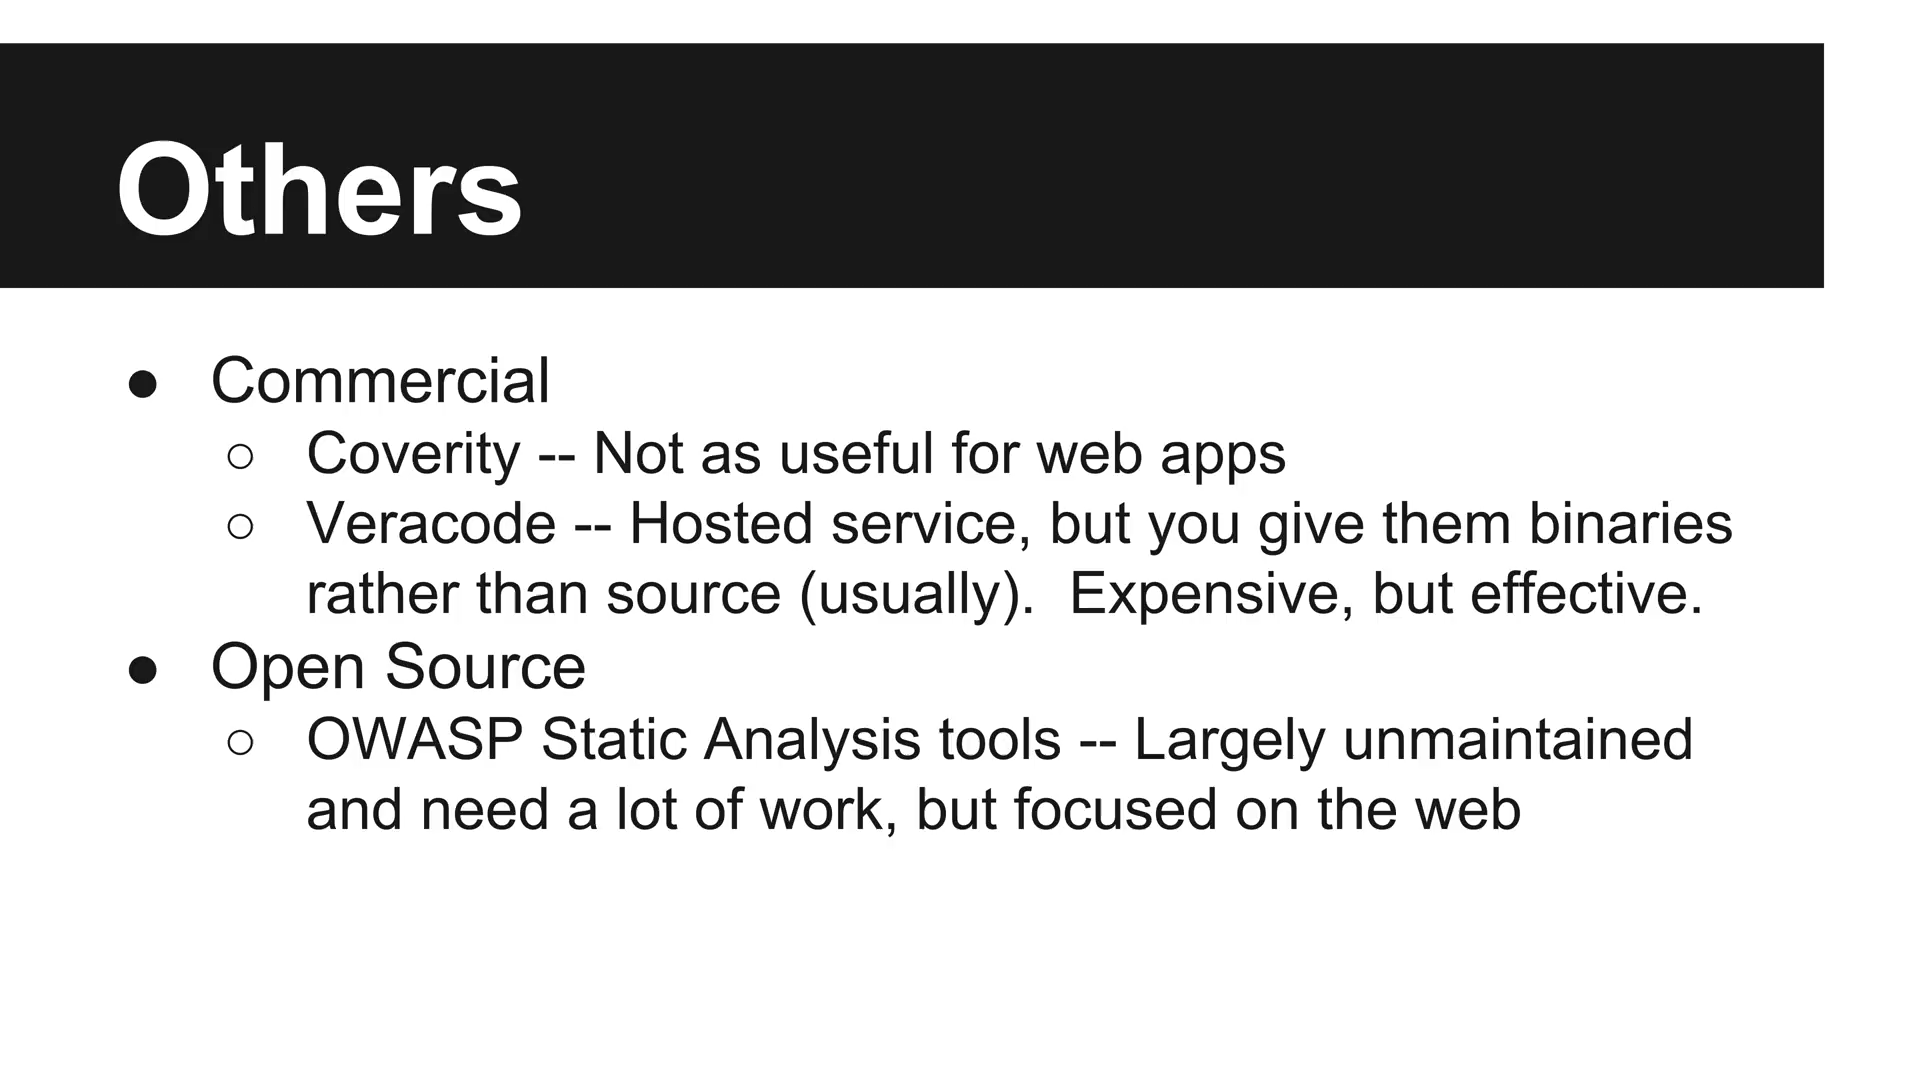 Others
● Commercial
○ Coverity -- Not as useful for web apps
○ Veracode -- Hosted service, but you give them binaries
rather than source (usually).  Expensive, but effective.
● Open Source
○ OWASP Static Analysis tools -- Largely unmaintained
and need a lot of work, but focused on the web